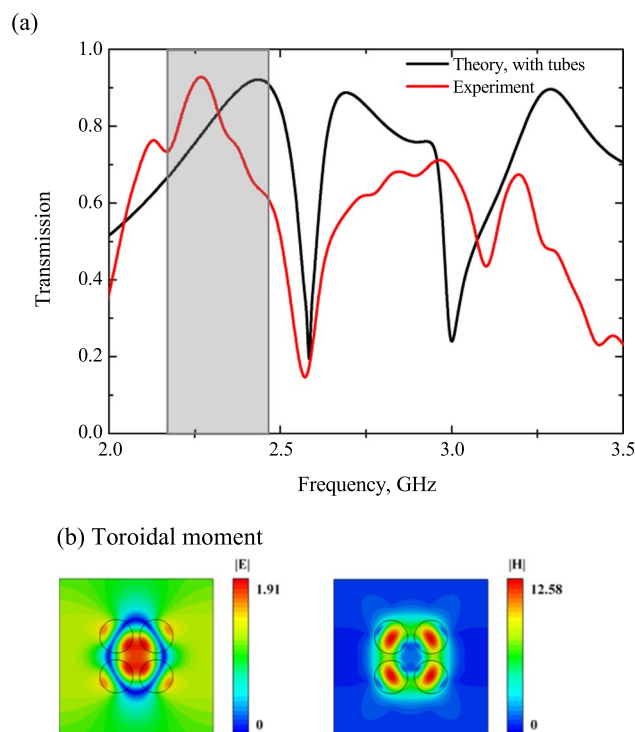 (a)
1.0
0.8
0.6
0.4
0.2
0.0
Transmission
Theory, with tubes
Experiment
2.0 2.5 3.0 3.5
Frequency, GHz
(b) Toroidal moment
|E| |H|
1.91 12.58
0 0